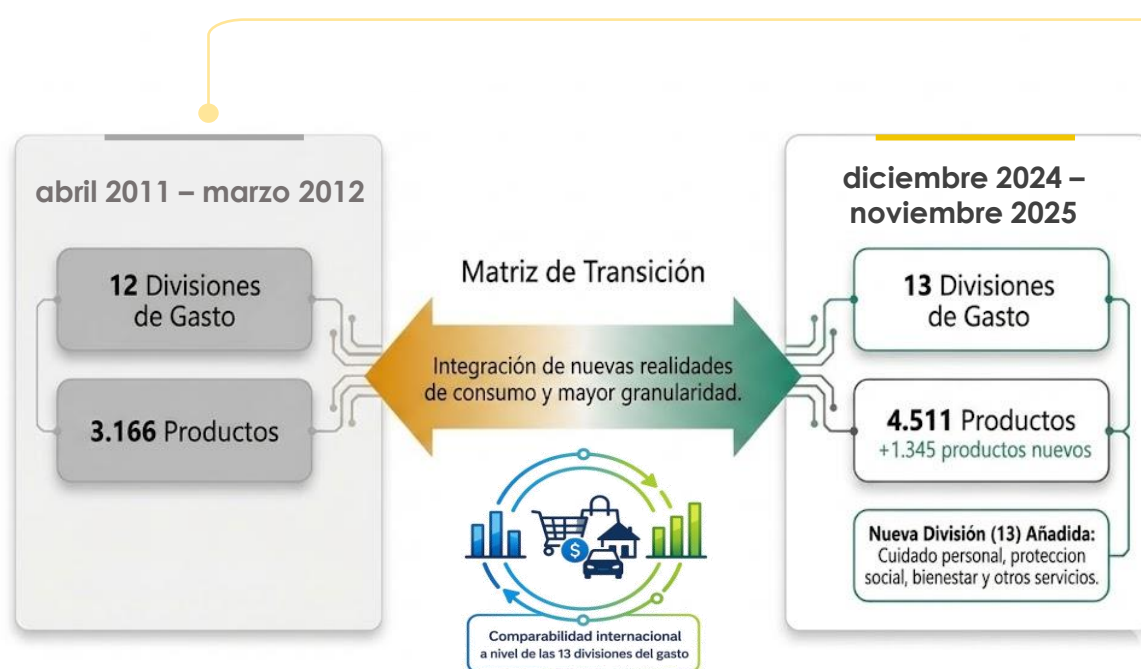 abril 2011 – marzo 2012
12 Divisiones
de Gasto
3.166 Productos
Matriz de Transición
Integración de nuevas realidades
de consumo y mayor granularidad.
$
Comparabilidad internacional
a nivel de las 13 divisiones del gasto
diciembre 2024 –
noviembre 2025
13 Divisiones
de Gasto
4.511 Productos
+1.345 productos nuevos
Nueva División (13) Añadida:
Cuidado personal, proteccion
social, bienestar y otros servicios.